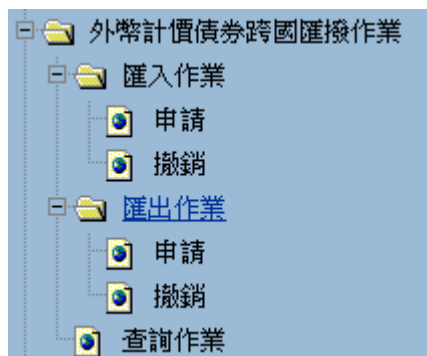 外幣計價債券跨國匯撥作業
匯入作業
申請
撤銷
匯出作業
申請
撤銷
查詢作業